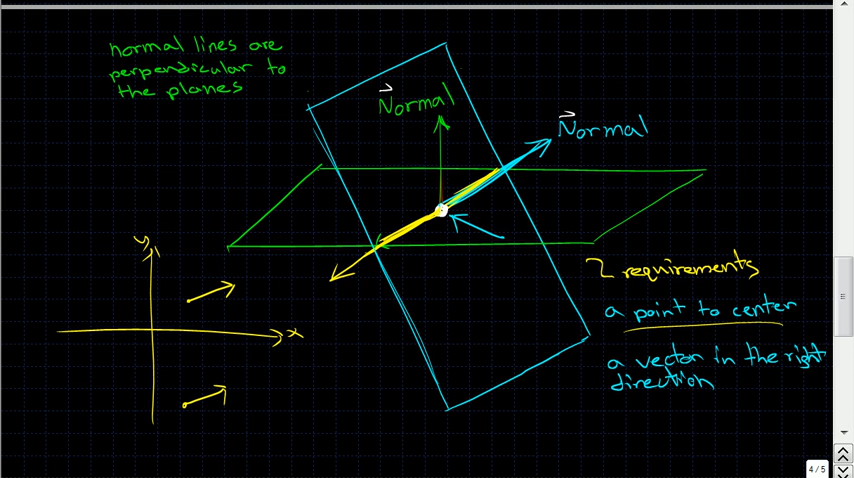 normal lines are
perpendicular to
the planes
Normal
Normal
y
x
2 requirements
a point to center
a vector in the right
direction
4/5